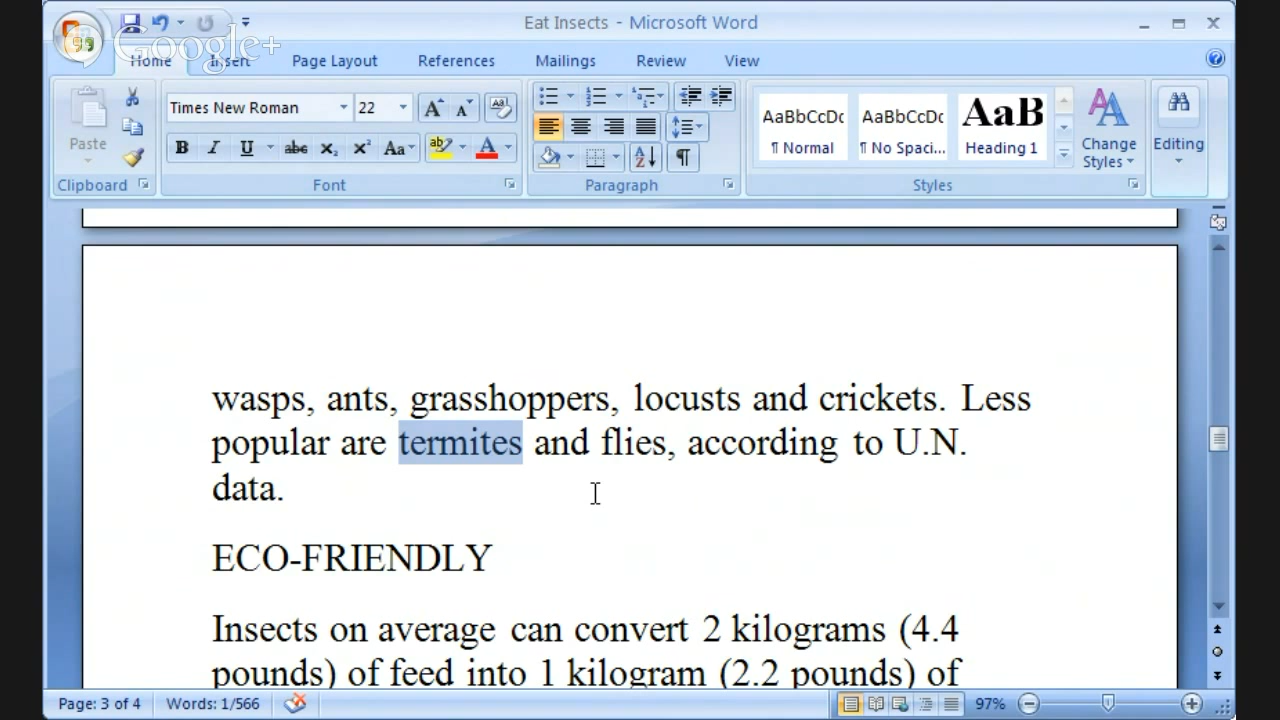 Eat Insects - Microsoft Word
Google+
Home Insert Page Layout References Mailings Review View
Times New Roman 22
AaBbCcDc AaBbCcDc AaB
Paste
¶ Normal ¶ No Spaci... Heading 1
Change Styles
Editing
Clipboard Font Paragraph Styles
wasps, ants, grasshoppers, locusts and crickets. Less
popular are termites and flies, according to U.N.
data.
ECO-FRIENDLY
Insects on average can convert 2 kilograms (4.4
pounds) of feed into 1 kilogram (2.2 pounds) of
Page: 3 of 4 Words: 1/566 97%